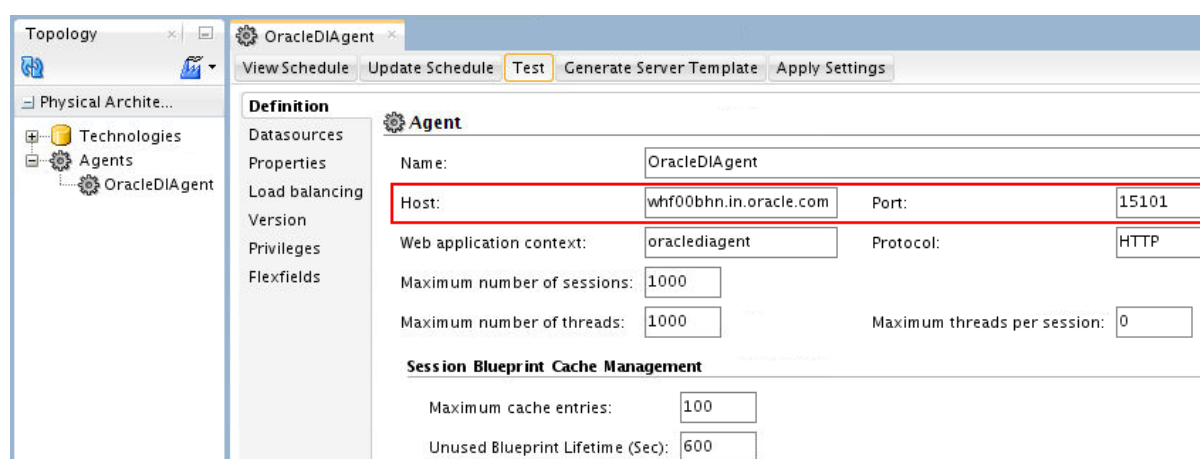 Topology
OracleDIAgent
View Schedule Update Schedule Test Generate Server Template Apply Settings
Physical Archite...
Technologies
Agents
OracleDIAgent
Definition
Datasources
Properties
Load balancing
Version
Privileges
Flexfields
Agent
Name: OracleDIAgent
Host: whf00bhn.in.oracle.com Port: 15101
Web application context: oraclediagent Protocol: HTTP
Maximum number of sessions: 1000
Maximum number of threads: 1000 Maximum threads per session: 0
Session Blueprint Cache Management
Maximum cache entries: 100
Unused Blueprint Lifetime (Sec): 600